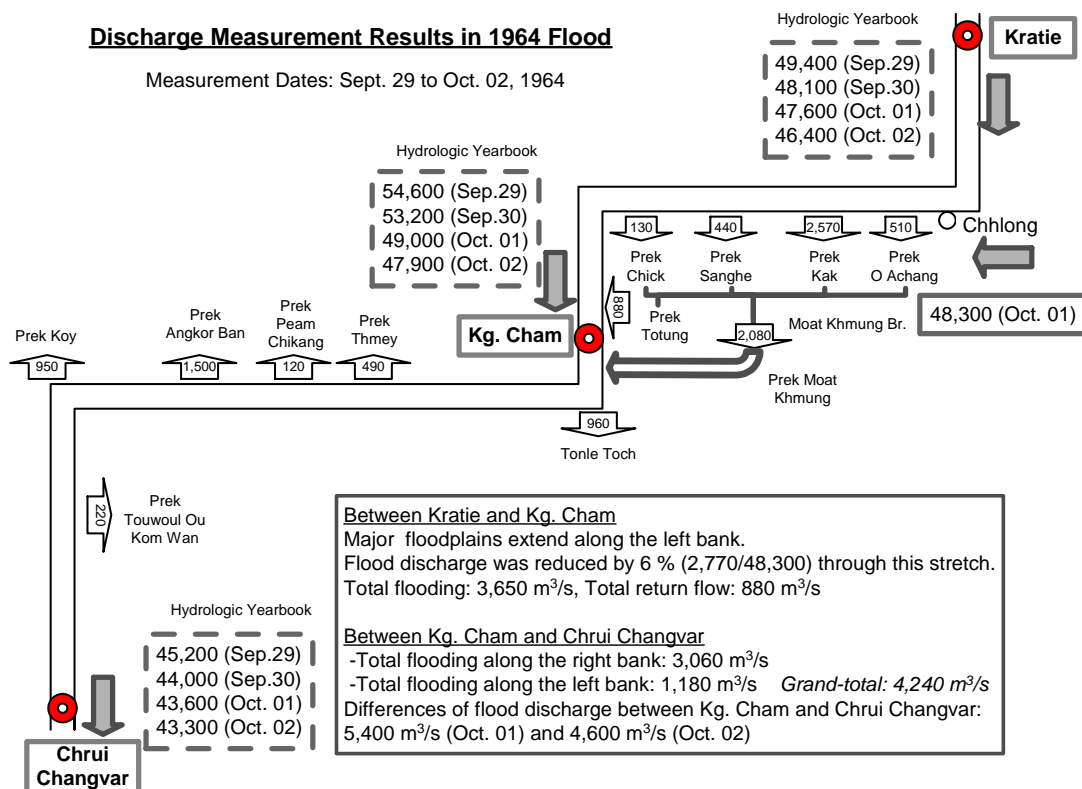 Discharge Measurement Results in 1964 Flood
Measurement Dates: Sept. 29 to Oct. 02, 1964
Hydrologic Yearbook
49,400 (Sep.29)
48,100 (Sep.30)
47,600 (Oct. 01)
46,400 (Oct. 02)
Kratie
Hydrologic Yearbook
54,600 (Sep.29)
53,200 (Sep.30)
49,000 (Oct. 01)
47,900 (Oct. 02)
Chhlong
48,300 (Oct. 01)
130
440
2,570
510
Prek
Chick
Prek
Sanghe
Prek
Kak
Prek
O Achang
Prek
Totung
880
2,080
Moat Khmung Br.
Prek Moat
Khmung
Kg. Cham
Prek Koy
950
Prek
Angkor Ban
1,500
Prek
Peam
Chikang
120
Prek
Thmey
490
960
Tonle Toch
220
Prek
Touwoul Ou
Kom Wan
Hydrologic Yearbook
45,200 (Sep.29)
44,000 (Sep.30)
43,600 (Oct. 01)
43,300 (Oct. 02)
Chrui
Changvar
Between Kratie and Kg. Cham
Major floodplains extend along the left bank.
Flood discharge was reduced by 6 % (2,770/48,300) through this stretch.
Total flooding: 3,650 m³/s, Total return flow: 880 m³/s
Between Kg. Cham and Chrui Changvar
-Total flooding along the right bank: 3,060 m³/s
-Total flooding along the left bank: 1,180 m³/s Grand-total: 4,240 m³/s
Differences of flood discharge between Kg. Cham and Chrui Changvar:
5,400 m³/s (Oct. 01) and 4,600 m³/s (Oct. 02)